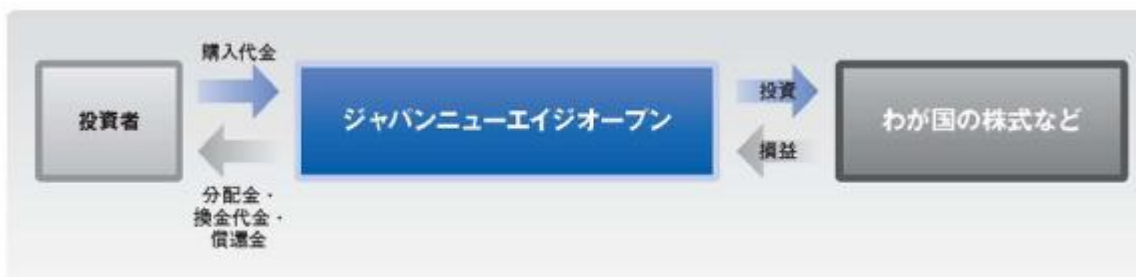 購入代金
投資者
ジャパンニューエイジオープン
投資
わが国の株式など
損益
分配金・
換金代金・
償還金